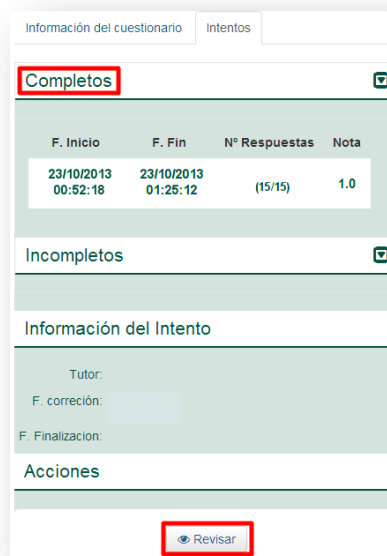 Información del cuestionario Intentos
Completos
F. Inicio F. Fin Nº Respuestas Nota
23/10/2013 23/10/2013
00:52:18 01:25:12 (15/15) 1.0
Incompletos
Información del Intento
Tutor:
F. correción:
F. Finalizacion:
Acciones
Revisar